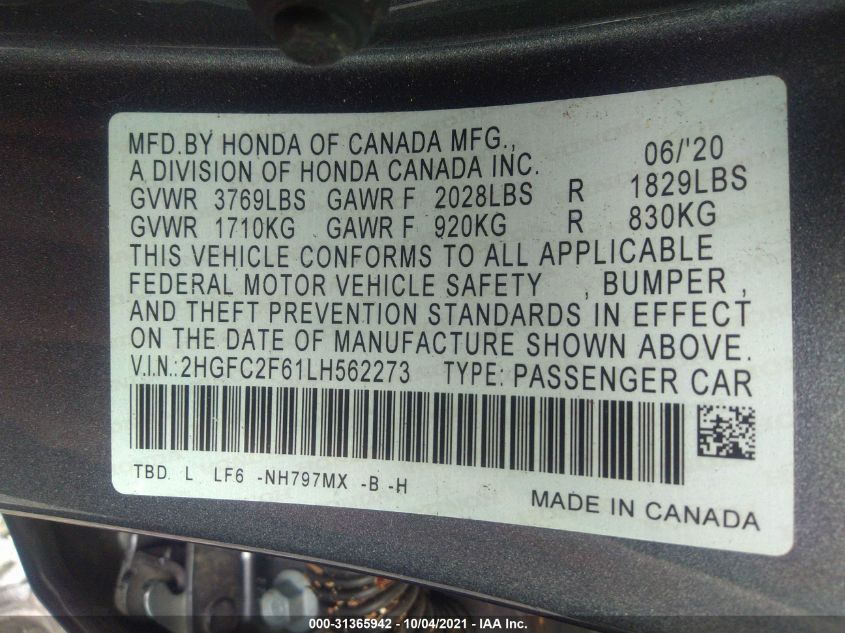 MFD.BY HONDA OF CANADA MFG.,
A DIVISION OF HONDA CANADA INC. 06/'20
GVWR 3769LBS GAWR F 2028LBS R 1829LBS
GVWR 1710KG GAWR F 920KG R 830KG
THIS VEHICLE CONFORMS TO ALL APPLICABLE
FEDERAL MOTOR VEHICLE SAFETY , BUMPER ,
AND THEFT PREVENTION STANDARDS IN EFFECT
ON THE DATE OF MANUFACTURE SHOWN ABOVE.
V.I.N.:2HGFC2F61LH562273 TYPE: PASSENGER CAR
TBD L LF6 -NH797MX -B -H
MADE IN CANADA
000-31365942 - 10/04/2021 - IAA Inc.